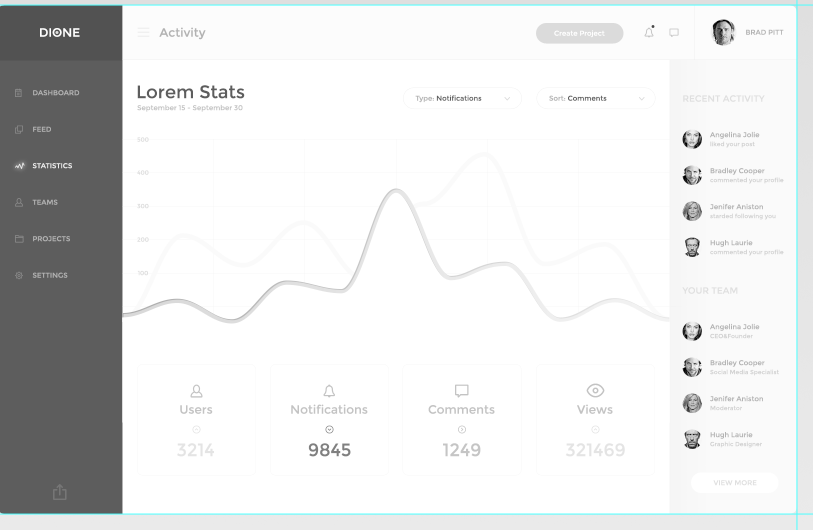 DIONE
Activity
Create Project
BRAD PITT
DASHBOARD
FEED
STATISTICS
TEAMS
PROJECTS
SETTINGS
Lorem Stats
September 15 - September 30
Type: Notifications
Sort: Comments
500
400
300
200
100
Users
3214
Notifications
9845
Comments
1249
Views
321469
RECENT ACTIVITY
Angelina Jolie
liked your post
Bradley Cooper
commented your profile
Jenifer Aniston
started following you
Hugh Laurie
commented your profile
YOUR TEAM
Angelina Jolie
CEO&Founder
Bradley Cooper
Social Media Specialist
Jenifer Aniston
Moderator
Hugh Laurie
Graphic Designer
VIEW MORE